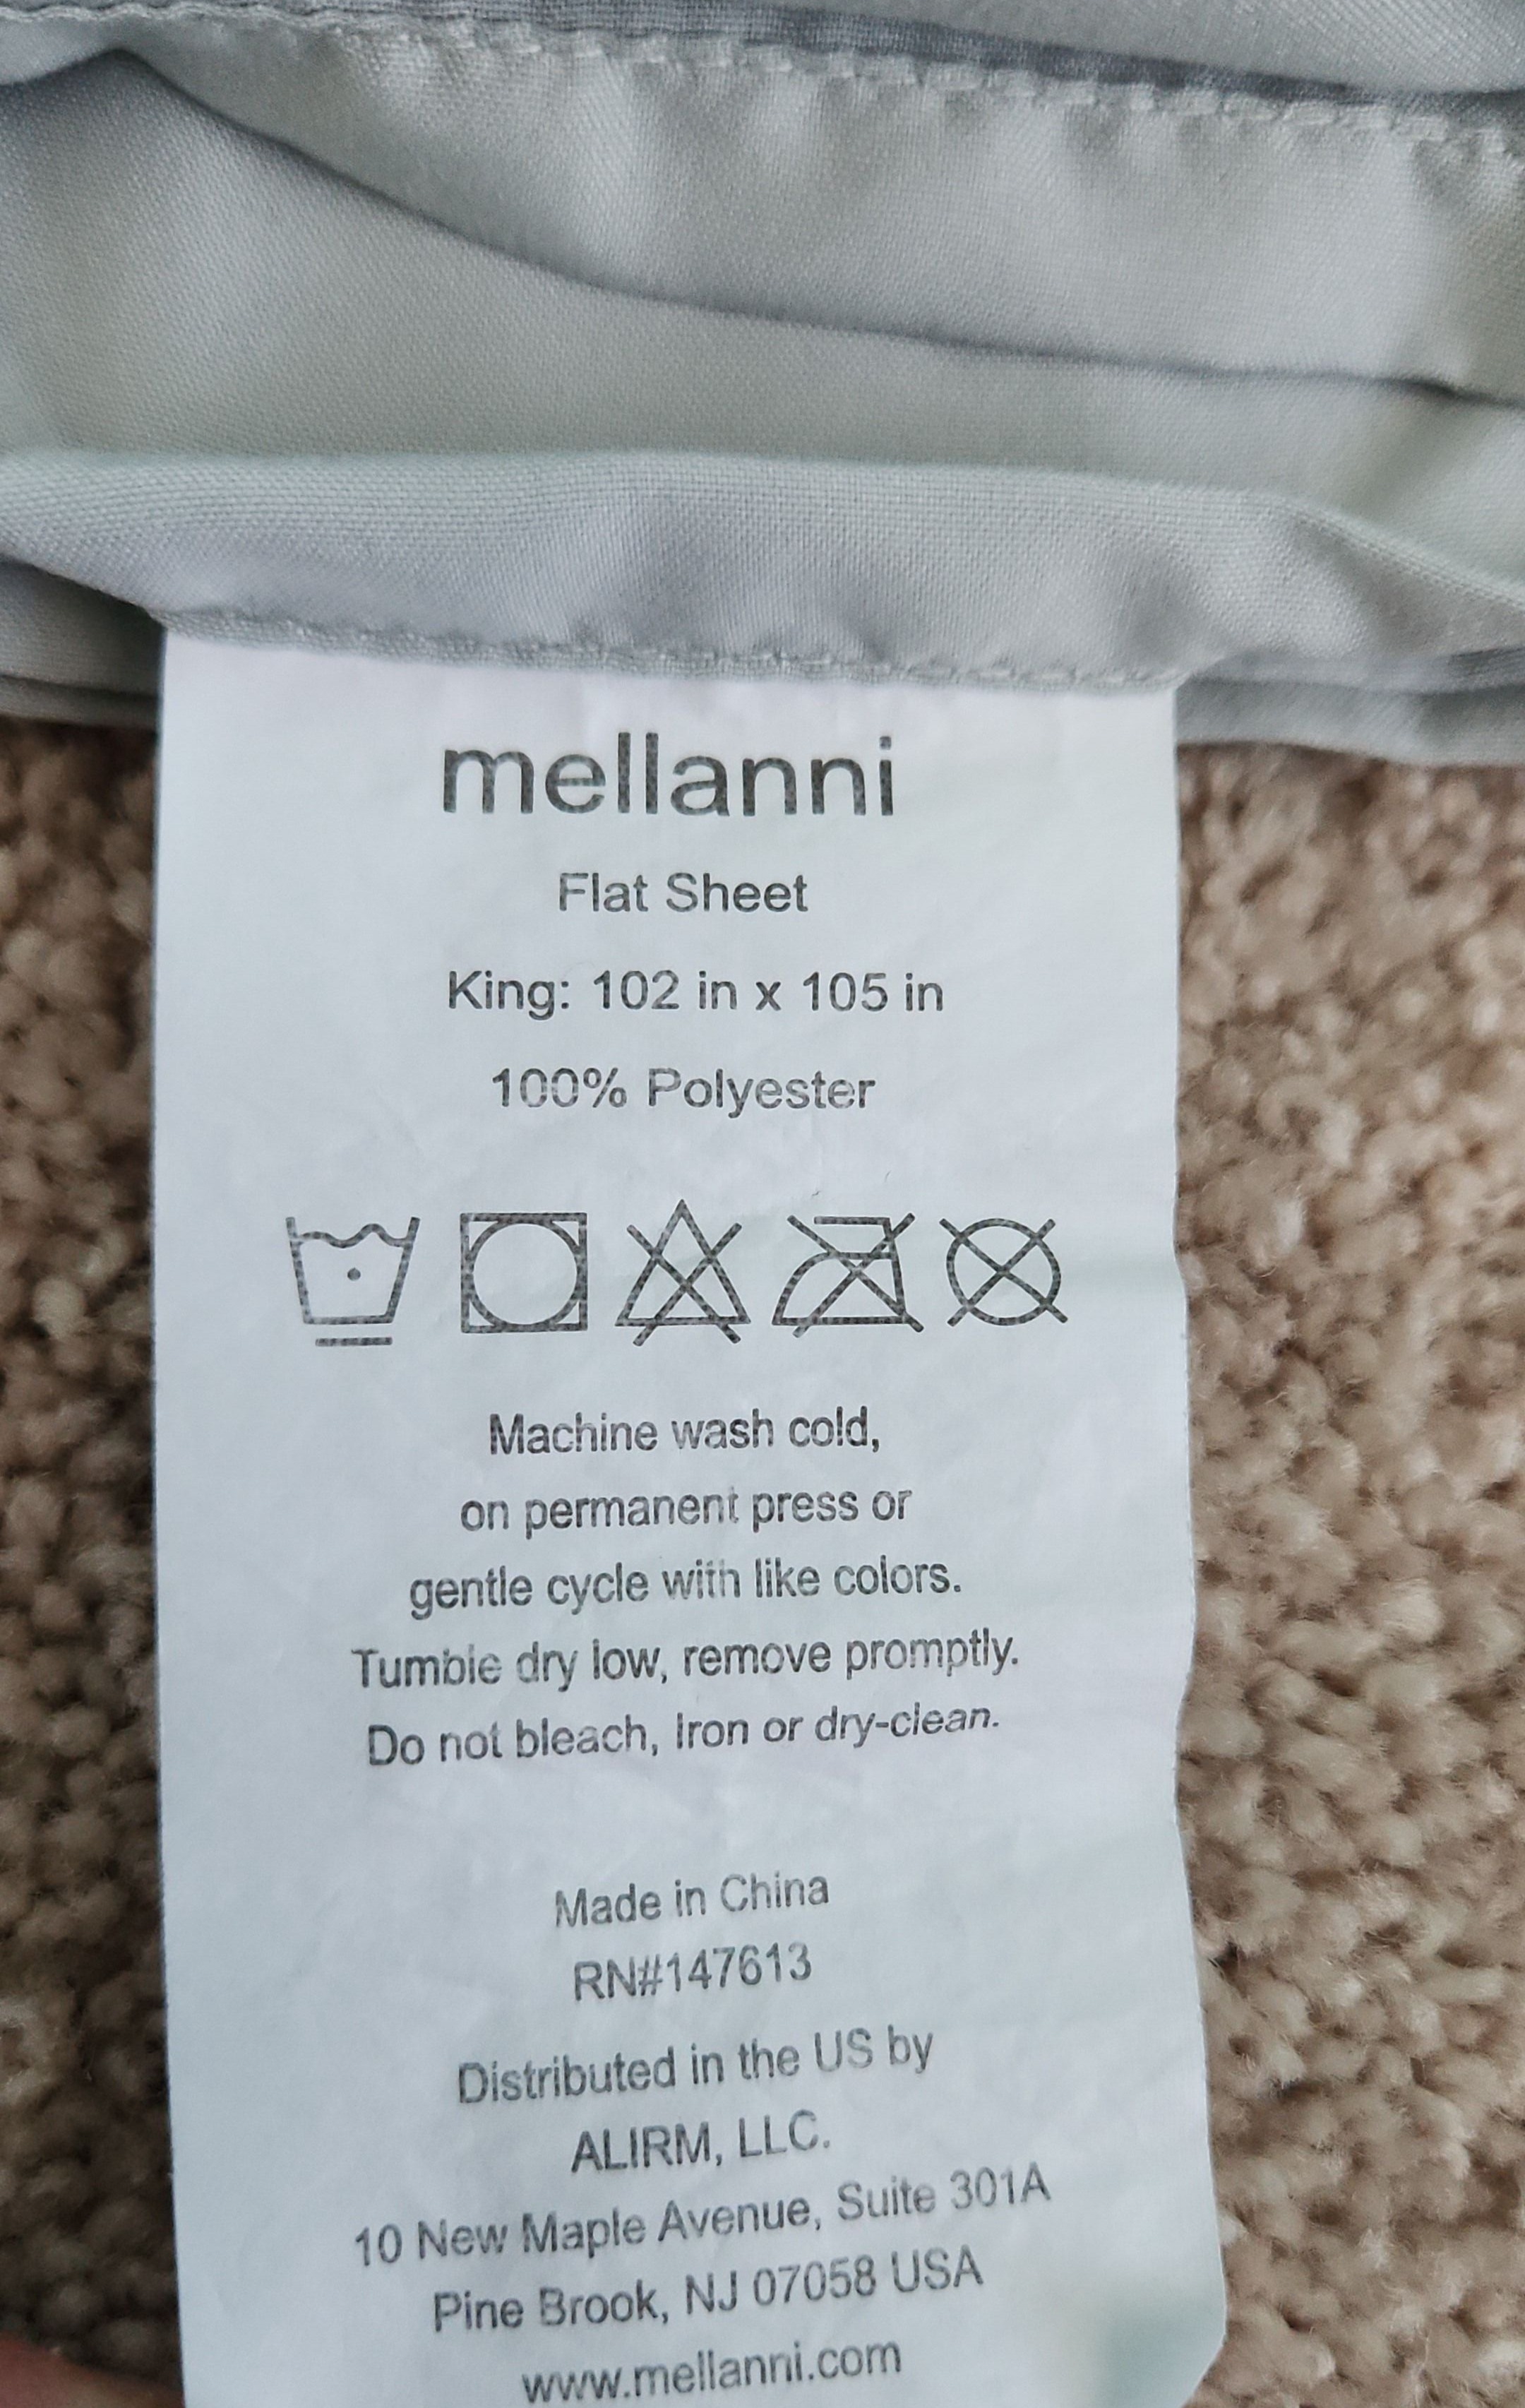 mellanni
Flat Sheet
King: 102 in x 105 in
100% Polyester
Machine wash cold,
on permanent press or
gentle cycle with like colors.
Tumble dry low, remove promptly.
Do not bleach, Iron or dry-clean.
Made in China
RN#147613
Distributed in the US by
ALIRM, LLC.
10 New Maple Avenue, Suite 301A
Pine Brook, NJ 07058 USA
www.mellanni.com